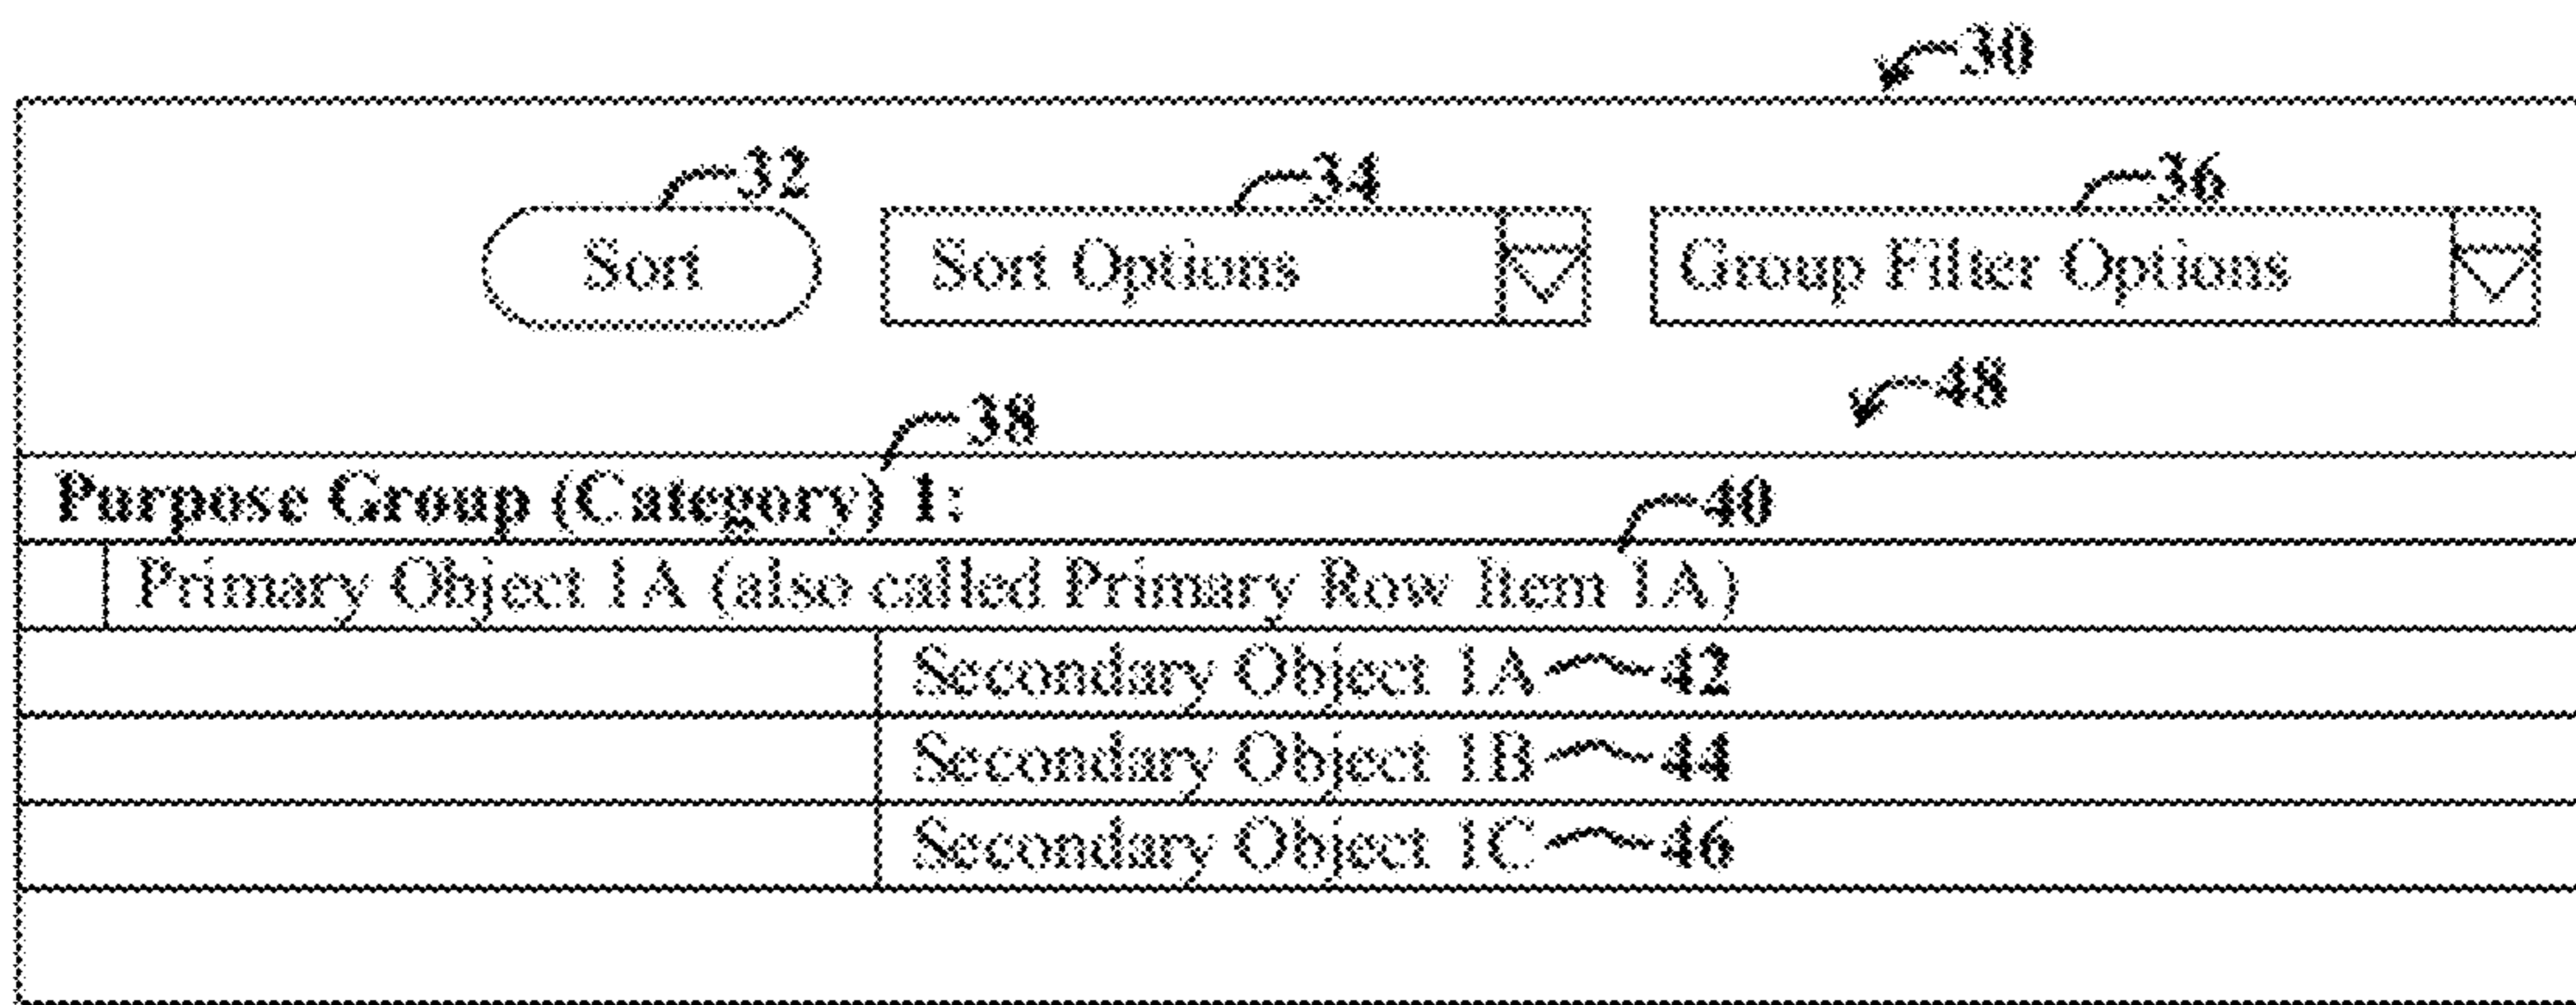 30
32 34 36
Sort Sort Options Group Filter Options
48
38
Purpose Group (Category) 1:
40
Primary Object 1A (also called Primary Row Item 1A)
Secondary Object 1A 42
Secondary Object 1B 44
Secondary Object 1C 46